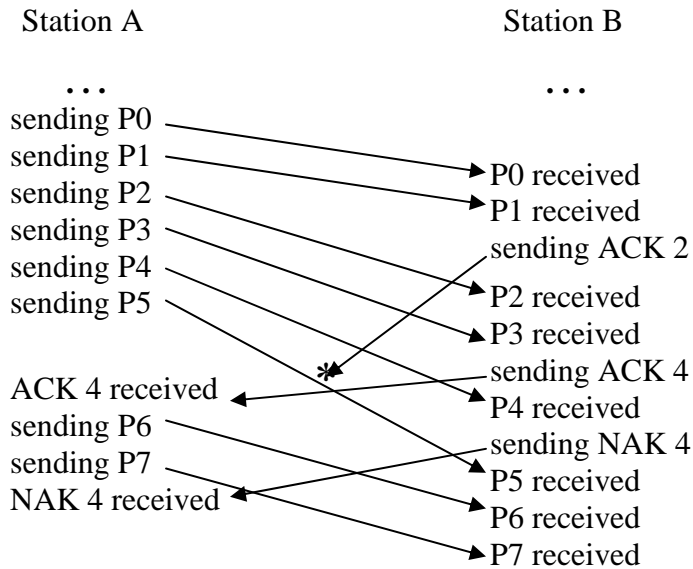 Station A
Station B
...
...
sending P0
sending P1
sending P2
sending P3
sending P4
sending P5
ACK 4 received
sending P6
sending P7
NAK 4 received
P0 received
P1 received
sending ACK 2
P2 received
P3 received
*
sending ACK 4
P4 received
sending NAK 4
P5 received
P6 received
P7 received